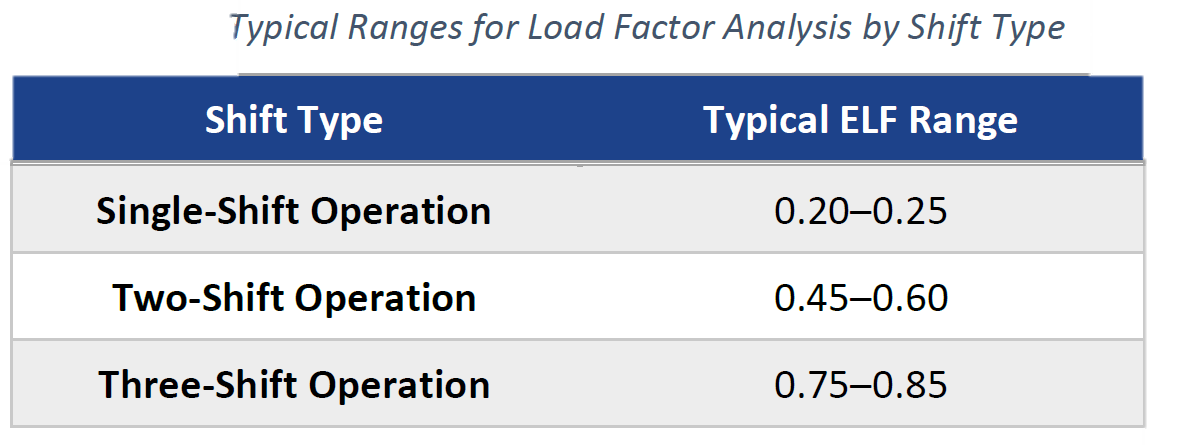 Typical Ranges for Load Factor Analysis by Shift Type
Shift Type Typical ELF Range
Single-Shift Operation 0.20–0.25
Two-Shift Operation 0.45–0.60
Three-Shift Operation 0.75–0.85